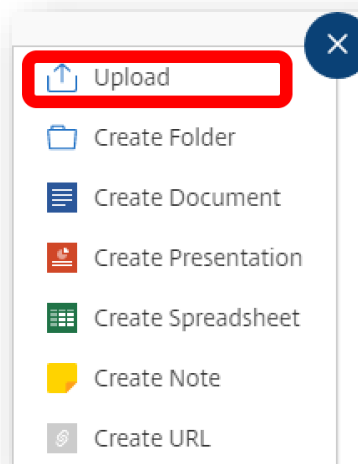 Upload
Create Folder
Create Document
Create Presentation
Create Spreadsheet
Create Note
Create URL